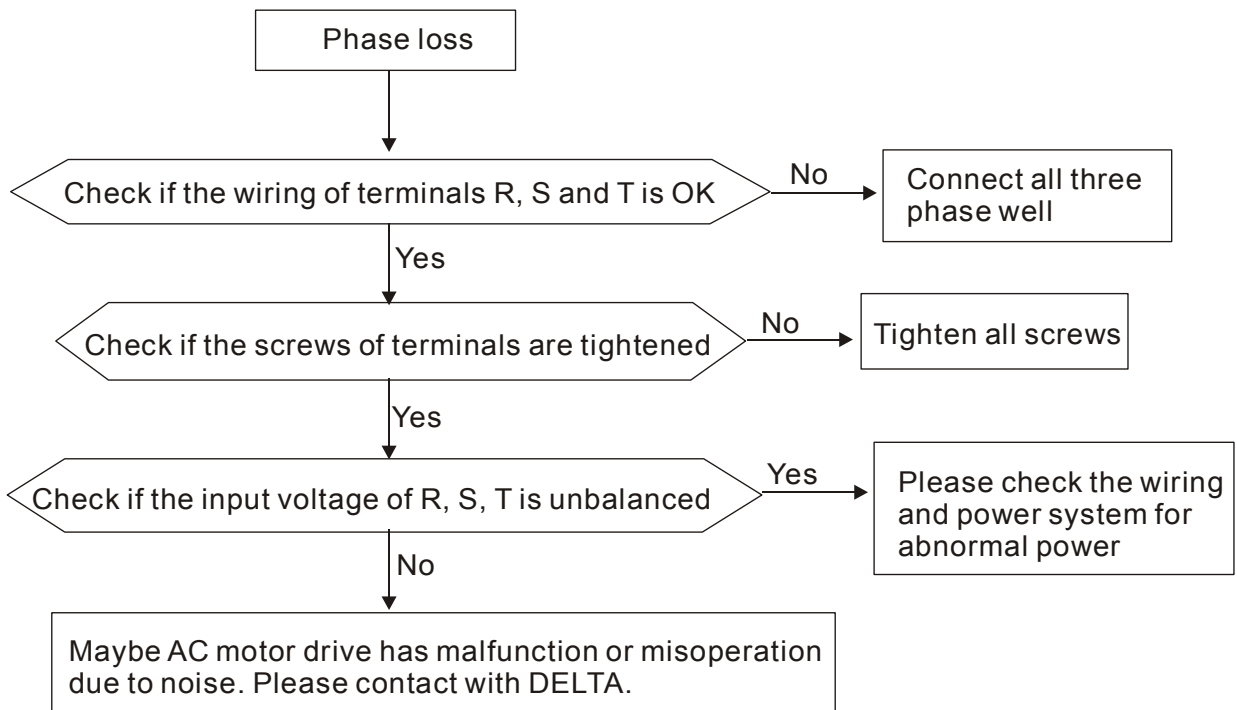 Phase loss
Check if the wiring of terminals R, S and T is OK
No
Connect all three
phase well
Yes
Check if the screws of terminals are tightened
No
Tighten all screws
Yes
Check if the input voltage of R, S, T is unbalanced
Yes
Please check the wiring
and power system for
abnormal power
No
Maybe AC motor drive has malfunction or misoperation
due to noise. Please contact with DELTA.